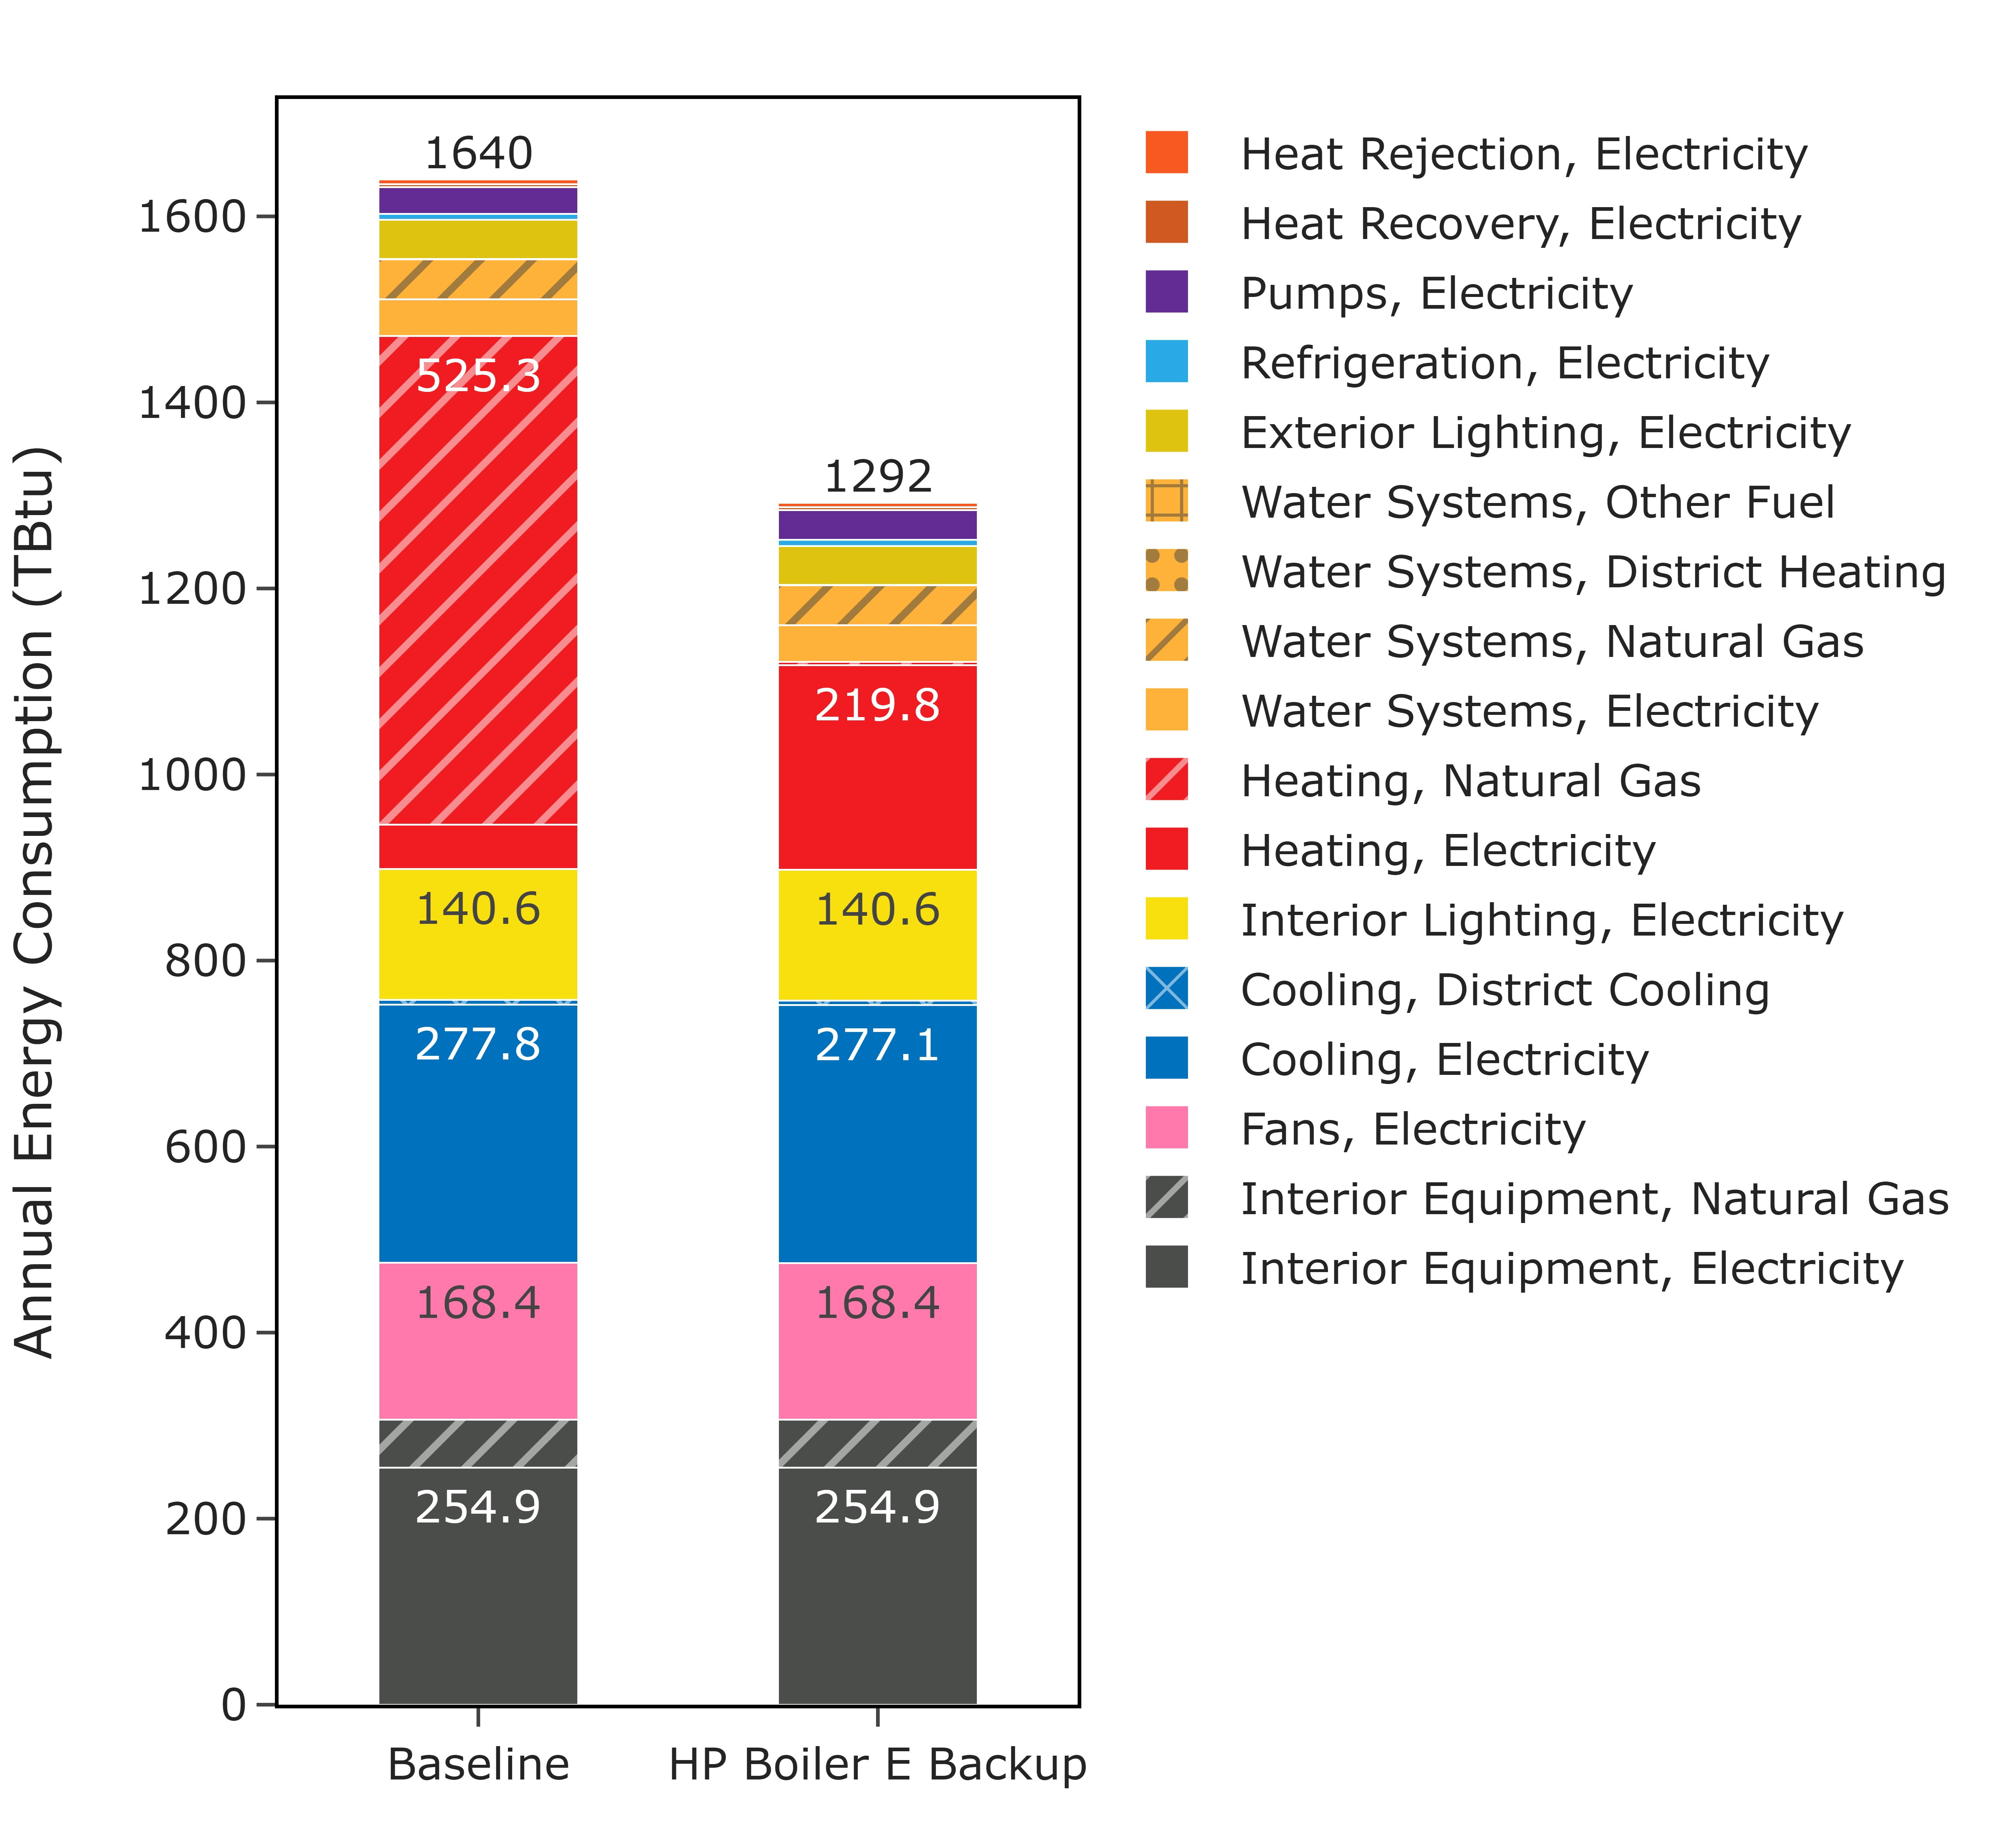 Annual Energy Consumption (TBtu)
1600
1400
1200
1000
800
600
400
200
0
1640
525.3
140.6
277.8
168.4
254.9
Baseline
1292
219.8
140.6
277.1
168.4
254.9
HP Boiler E Backup
Heat Rejection, Electricity
Heat Recovery, Electricity
Pumps, Electricity
Refrigeration, Electricity
Exterior Lighting, Electricity
Water Systems, Other Fuel
Water Systems, District Heating
Water Systems, Natural Gas
Water Systems, Electricity
Heating, Natural Gas
Heating, Electricity
Interior Lighting, Electricity
Cooling, District Cooling
Cooling, Electricity
Fans, Electricity
Interior Equipment, Natural Gas
Interior Equipment, Electricity